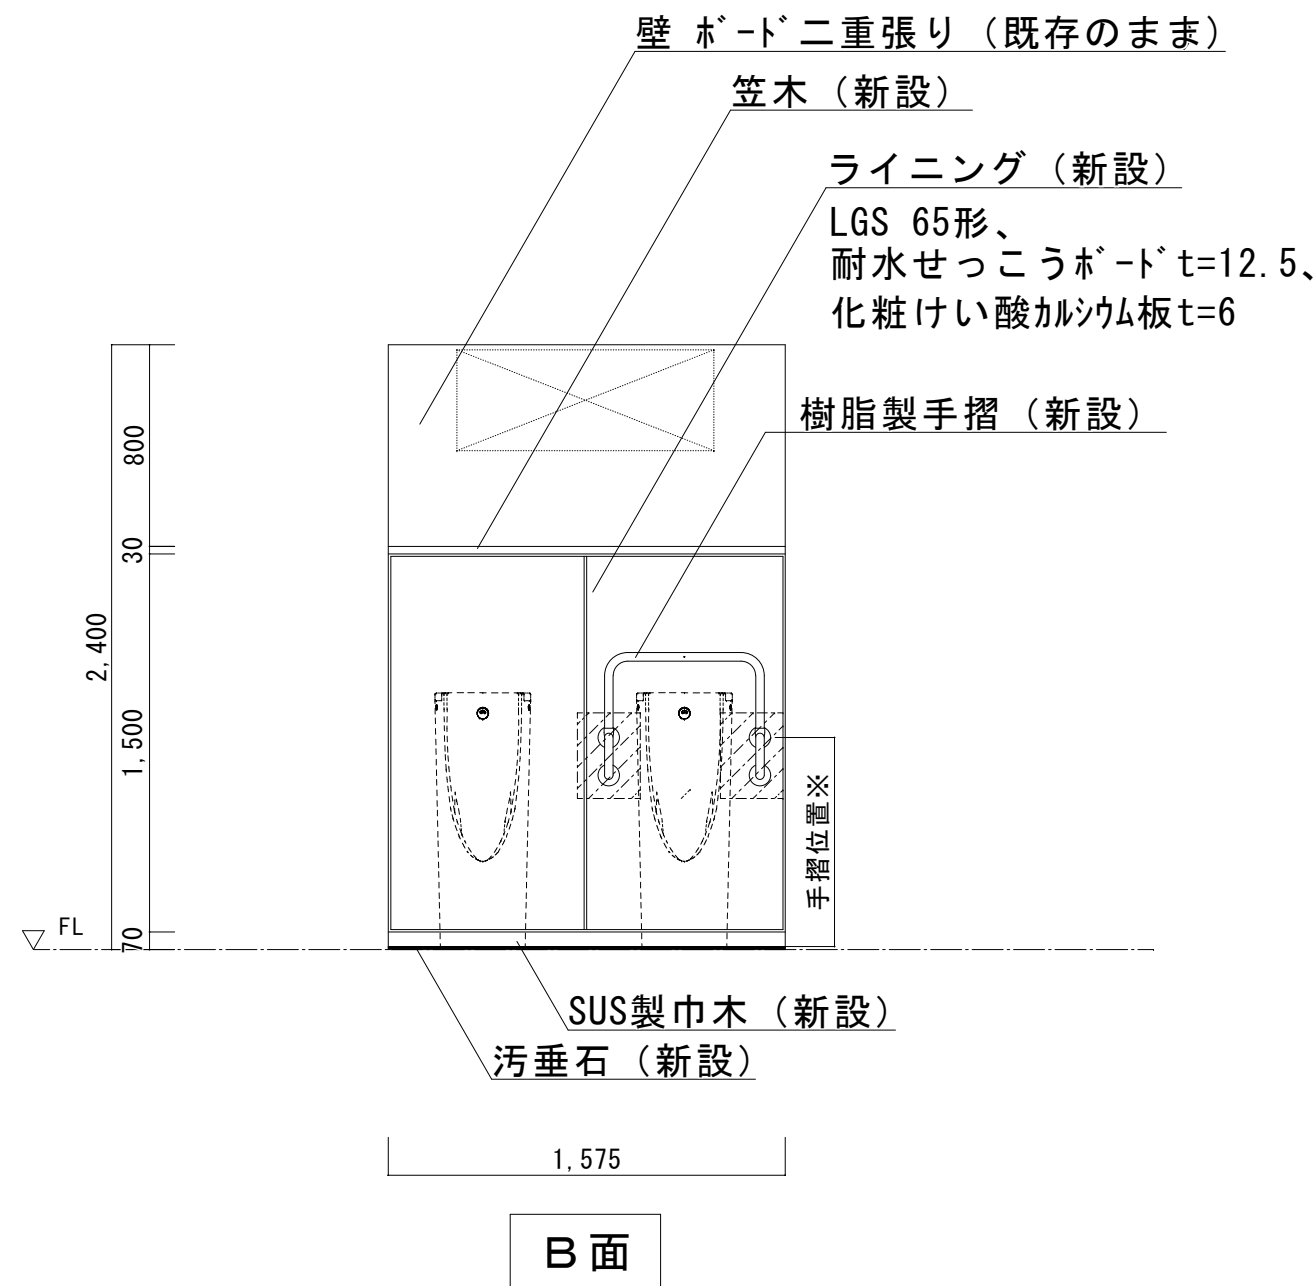 壁 ﾎﾞｰﾄﾞ二重張り（既存のまま）
笠木（新設）
ライニング（新設）
LGS 65形、
耐水せっこうﾎﾞｰﾄﾞt=12.5、
化粧けい酸ｶﾙｼｳﾑ板t=6
樹脂製手摺（新設）
800
30
2,400
1,500
手摺位置※
FL
70
SUS製巾木（新設）
汚垂石（新設）
1,575
B面